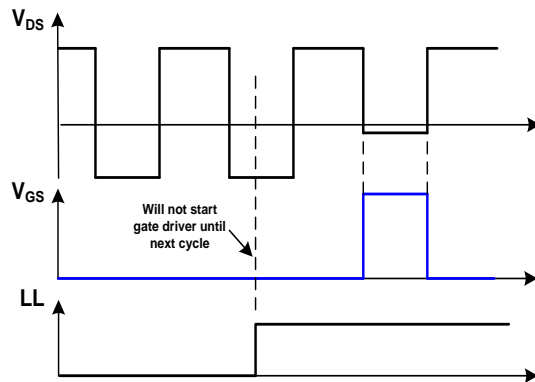 VDS
VGS
Will not start
gate driver until
next cycle
LL